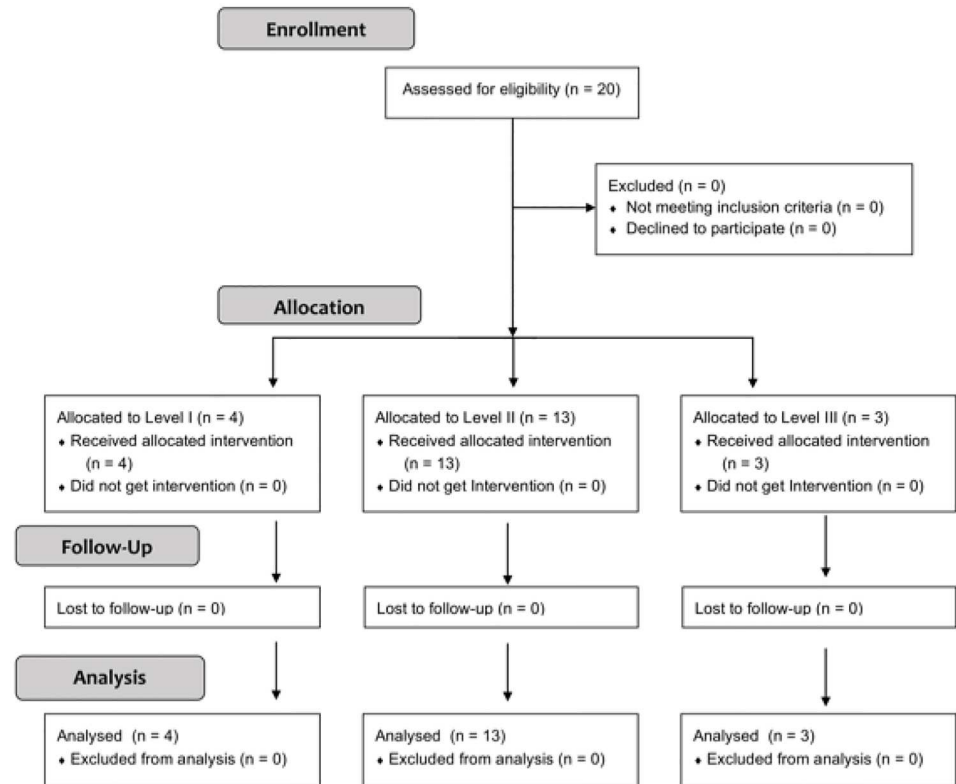 Enrollment
Assessed for eligibility (n = 20)
Excluded (n = 0)
♦ Not meeting inclusion criteria (n = 0)
♦ Declined to participate (n = 0)
Allocation
Allocated to Level I (n = 4)
♦ Received allocated intervention
(n = 4)
♦ Did not get intervention (n = 0)
Allocated to Level II (n = 13)
♦ Received allocated intervention
(n = 13)
♦ Did not get Intervention (n = 0)
Allocated to Level III (n = 3)
♦ Received allocated intervention
(n = 3)
♦ Did not get Intervention (n = 0)
Follow-Up
Lost to follow-up (n = 0)
Lost to follow-up (n = 0)
Lost to follow-up (n = 0)
Analysis
Analysed (n = 4)
♦ Excluded from analysis (n = 0)
Analysed (n = 13)
♦ Excluded from analysis (n = 0)
Analysed (n = 3)
♦ Excluded from analysis (n = 0)